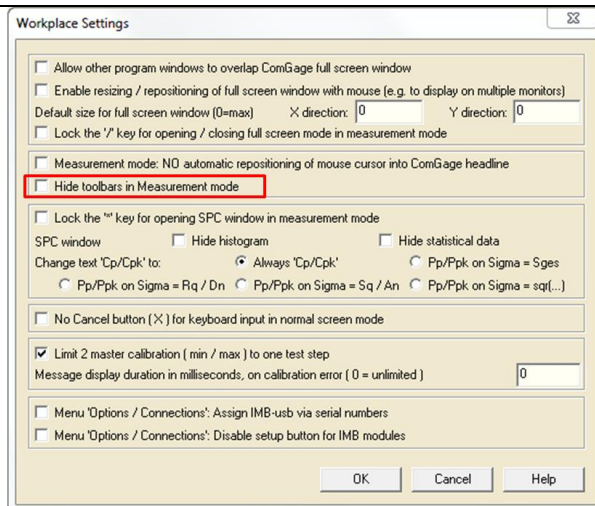 Workplace Settings
Allow other program windows to overlap ComGage full screen window
Enable resizing / repositioning of full screen window with mouse (e.g. to display on multiple monitors)
Default size for full screen window (0=max) X direction: 0 Y direction: 0
Lock the '/' key for opening / closing full screen mode in measurement mode
Measurement mode: NO automatic repositioning of mouse cursor into ComGage headline
Hide toolbars in Measurement mode
Lock the '*' key for opening SPC window in measurement mode
SPC window Hide histogram Hide statistical data
Change text 'Cp/Cpk' to: Always 'Cp/Cpk' Pp/Ppk on Sigma = Sges
Pp/Ppk on Sigma = Rq / Dn Pp/Ppk on Sigma = Sq / An Pp/Ppk on Sigma = sqr(...)
No Cancel button ( X ) for keyboard input in normal screen mode
Limit 2 master calibration ( min / max ) to one test step
Message display duration in milliseconds, on calibration error ( 0 = unlimited ) 0
Menu 'Options / Connections': Assign IMB-usb via serial numbers
Menu 'Options / Connections': Disable setup button for IMB modules
OK Cancel Help